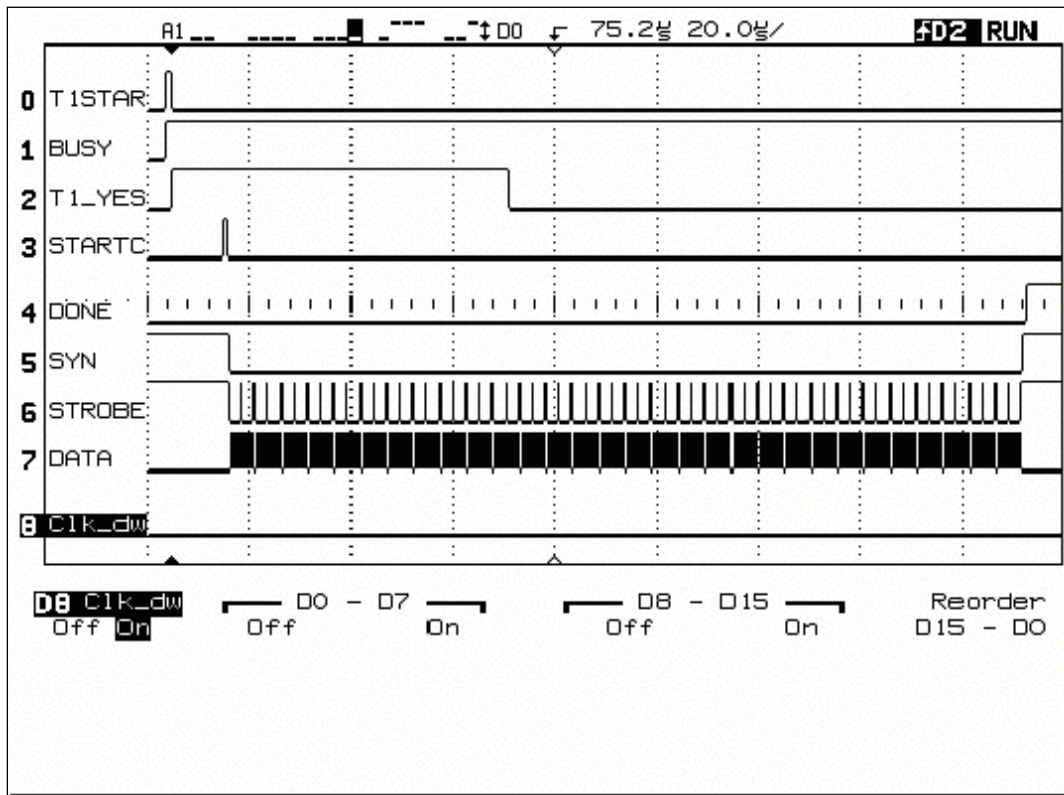 A1 D0 75.2µs 20.0µs/ D2 RUN
0 T1STAR
1 BUSY
2 T1_YES
3 STARTC
4 DONE
5 SYN
6 STROBE
7 DATA
8 Clk_dw
D8 Clk_dw D0 - D7 D8 - D15 Reorder
Off On Off On Off On D15 - D0